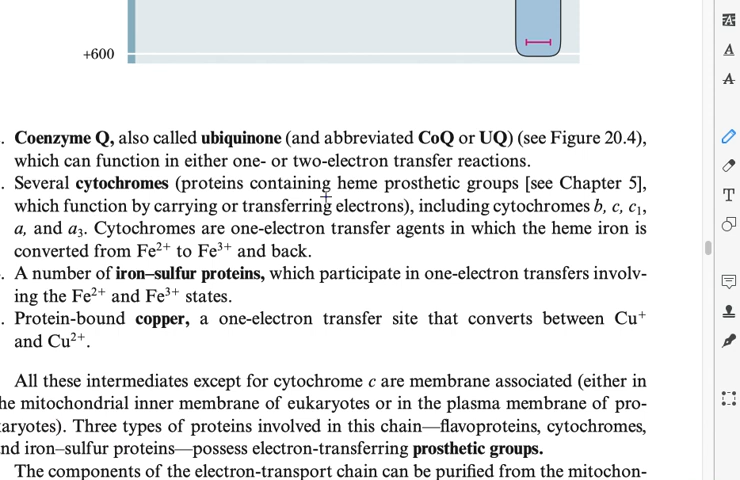 +600
. Coenzyme Q, also called ubiquinone (and abbreviated CoQ or UQ) (see Figure 20.4),
which can function in either one- or two-electron transfer reactions.
. Several cytochromes (proteins containing heme prosthetic groups [see Chapter 5],
which function by carrying or transferring electrons), including cytochromes b, c, c₁,
a, and a₃. Cytochromes are one-electron transfer agents in which the heme iron is
converted from Fe²⁺ to Fe³⁺ and back.
. A number of iron–sulfur proteins, which participate in one-electron transfers involv-
ing the Fe²⁺ and Fe³⁺ states.
. Protein-bound copper, a one-electron transfer site that converts between Cu⁺
and Cu²⁺.
All these intermediates except for cytochrome c are membrane associated (either in
he mitochondrial inner membrane of eukaryotes or in the plasma membrane of pro-
aryotes). Three types of proteins involved in this chain—flavoproteins, cytochromes,
nd iron–sulfur proteins—possess electron-transferring prosthetic groups.
The components of the electron-transport chain can be purified from the mitochon-
A
A
A
T